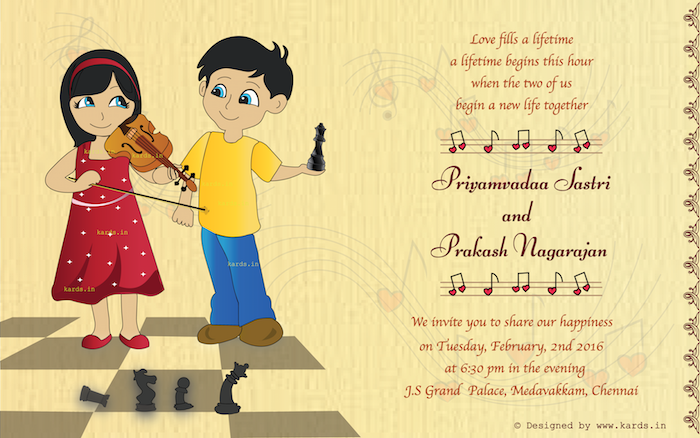 Love fills a lifetime
a lifetime begins this hour
when the two of us
begin a new life together
Priyamvadaa Sastri
and
Prakash Nagarajan
We invite you to share our happiness
on Tuesday, February, 2nd 2016
at 6:30 pm in the evening
J.S Grand Palace, Medavakkam, Chennai
© Designed by www.kards.in
kards.in
kards.in
kards.in
kards.in